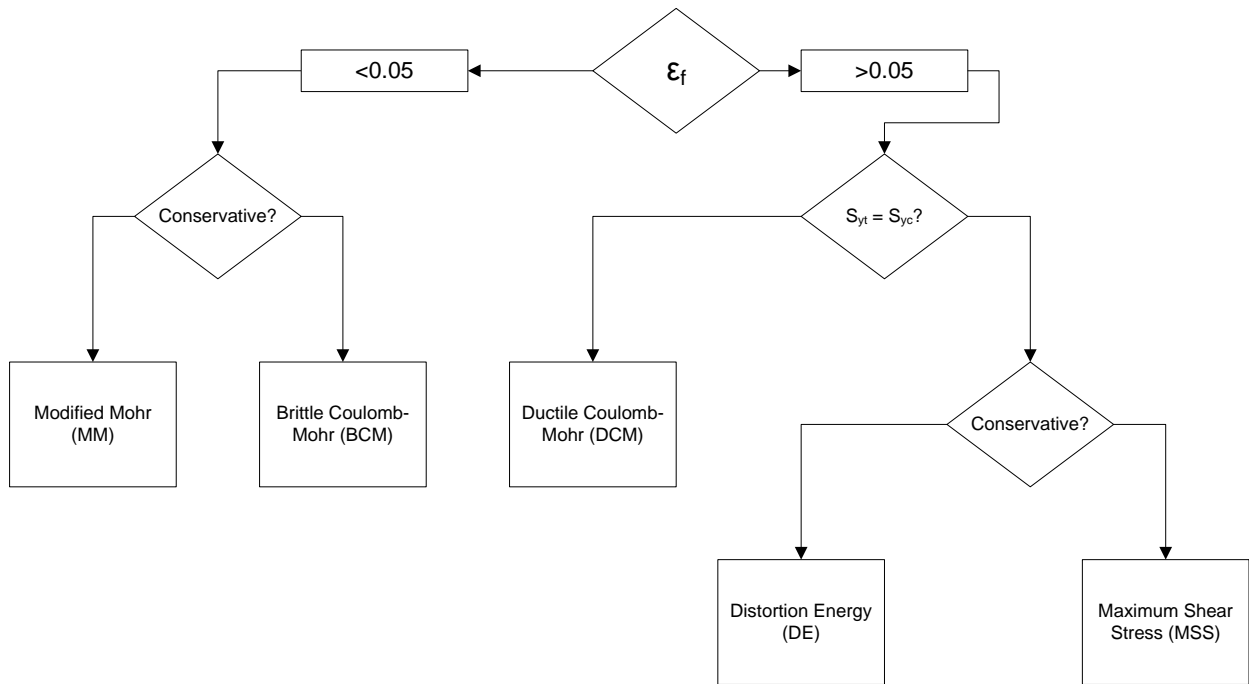 <0.05
εf
>0.05
Conservative?
Syt = Syc?
Modified Mohr
(MM)
Brittle Coulomb-
Mohr (BCM)
Ductile Coulomb-
Mohr (DCM)
Conservative?
Distortion Energy
(DE)
Maximum Shear
Stress (MSS)